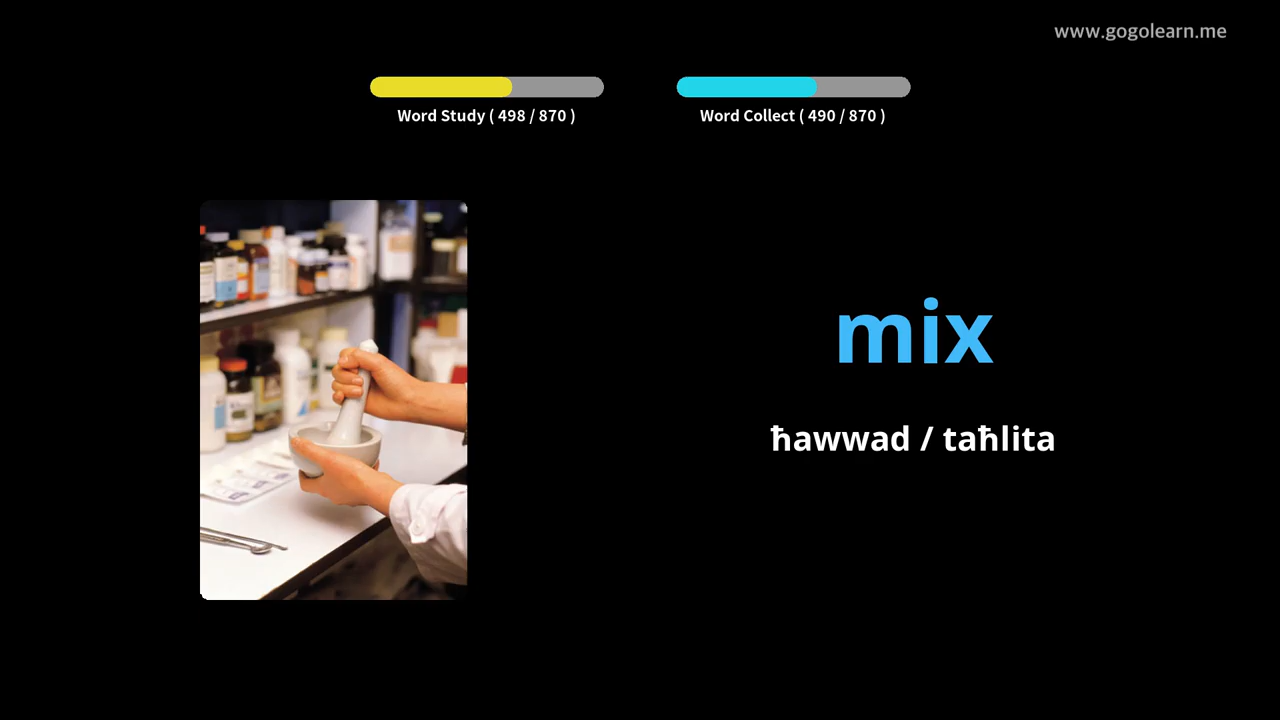 www.gogolearn.me
Word Study ( 498 / 870 )
Word Collect ( 490 / 870 )
mix
ħawwad / taħlita